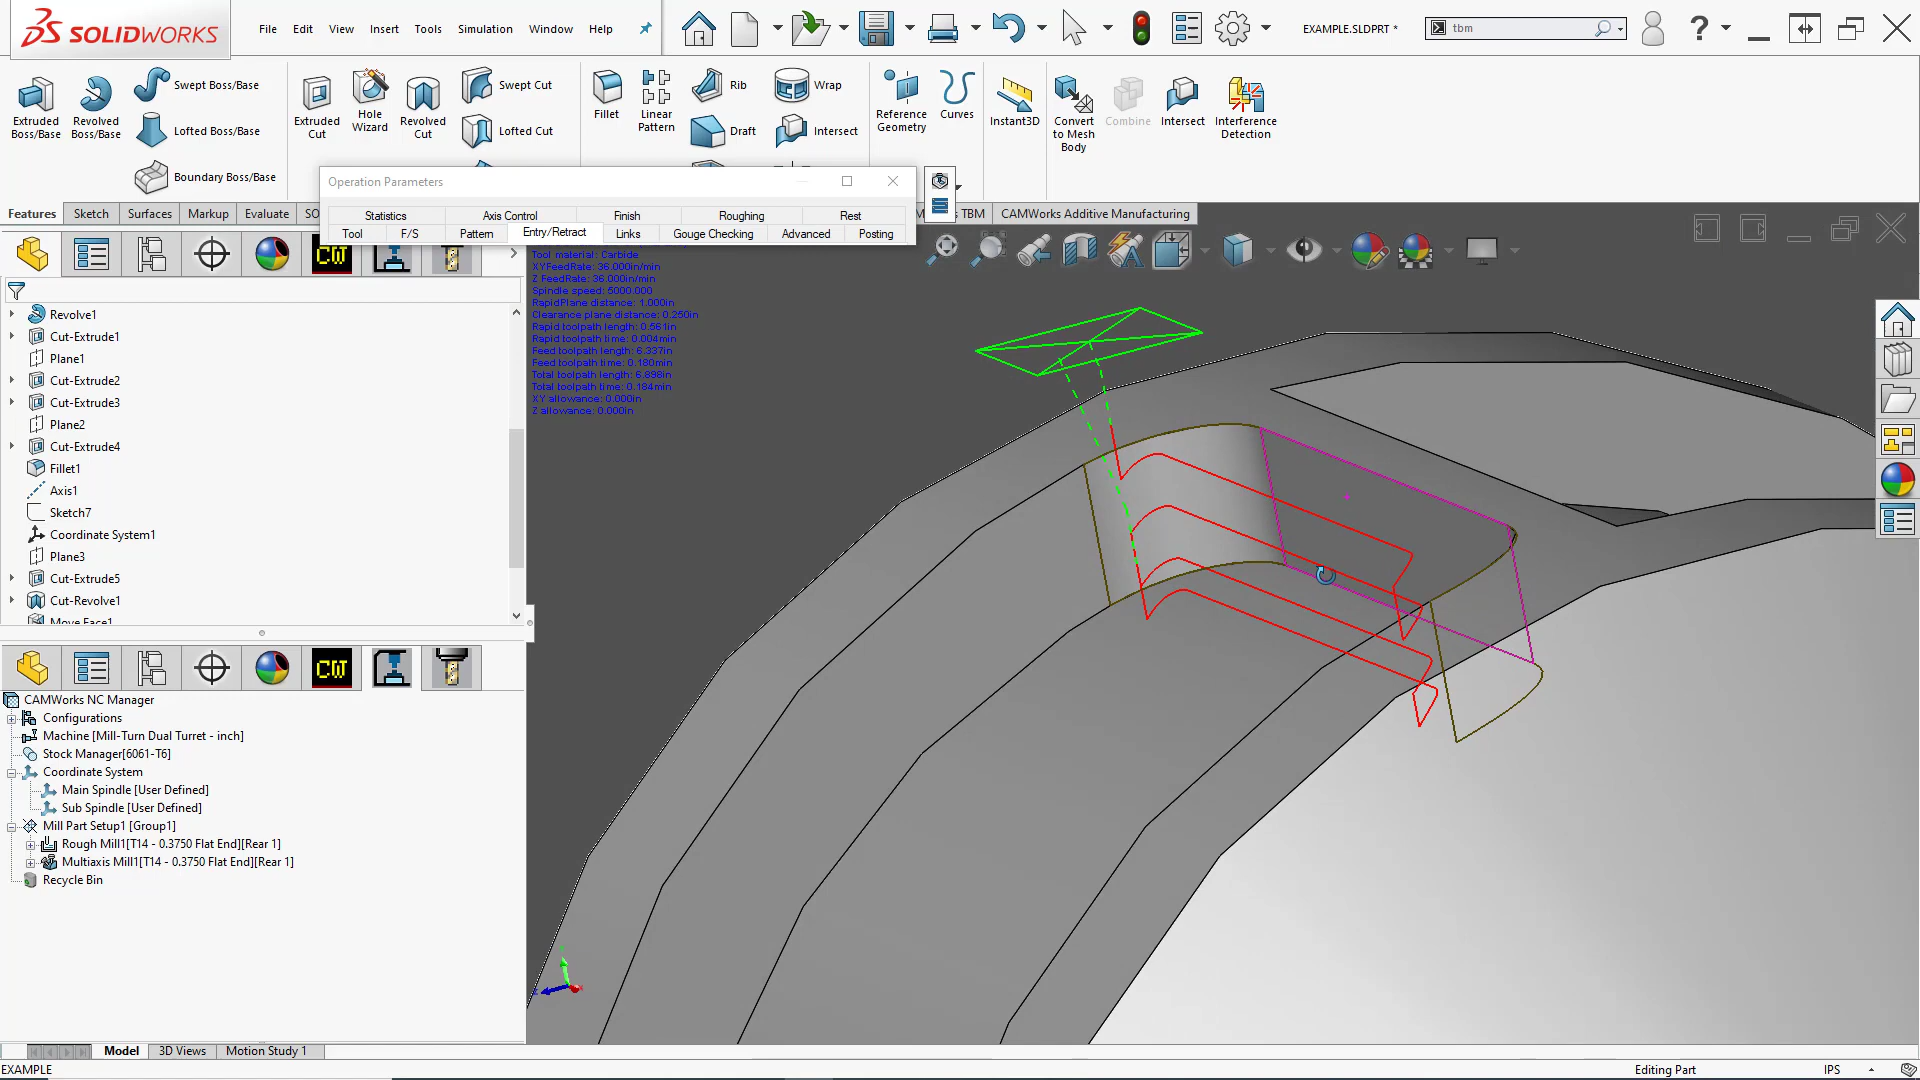 SOLIDWORKS
File Edit View Insert Tools Simulation Window Help
EXAMPLE.SLDPRT *
tbm
Extruded Boss/Base
Revolved Boss/Base
Swept Boss/Base
Lofted Boss/Base
Boundary Boss/Base
Extruded Cut
Hole Wizard
Revolved Cut
Swept Cut
Lofted Cut
Fillet
Linear Pattern
Rib
Draft
Wrap
Intersect
Reference Geometry
Curves
Instant3D
Convert to Mesh Body
Combine
Intersect
Interference Detection
Operation Parameters
Statistics Axis Control Finish Roughing Rest
Tool F/S Pattern Entry/Retract Links Gouge Checking Advanced Posting
Features Sketch Surfaces Markup Evaluate SO
TBM CAMWorks Additive Manufacturing
Tool material: Carbide
XYFeedRate: 36.000in/min
Z FeedRate: 36.000in/min
Spindle speed: 5000.000
RapidPlane distance: 1.000in
Clearance plane distance: 0.250in
Rapid toolpath length: 0.561in
Rapid toolpath time: 0.004min
Feed toolpath length: 6.337in
Feed toolpath time: 0.180min
Total toolpath length: 6.898in
Total toolpath time: 0.184min
XY allowance: 0.000in
Z allowance: 0.000in
CW
Revolve1
Cut-Extrude1
Plane1
Cut-Extrude2
Cut-Extrude3
Plane2
Cut-Extrude4
Fillet1
Axis1
Sketch7
Coordinate System1
Plane3
Cut-Extrude5
Cut-Revolve1
Move Face1
CW
CAMWorks NC Manager
Configurations
Machine [Mill-Turn Dual Turret - inch]
Stock Manager[6061-T6]
Coordinate System
Main Spindle [User Defined]
Sub Spindle [User Defined]
Mill Part Setup1 [Group1]
Rough Mill1[T14 - 0.3750 Flat End][Rear 1]
Multiaxis Mill1[T14 - 0.3750 Flat End][Rear 1]
Recycle Bin
Model 3D Views Motion Study 1
EXAMPLE
Editing Part
IPS